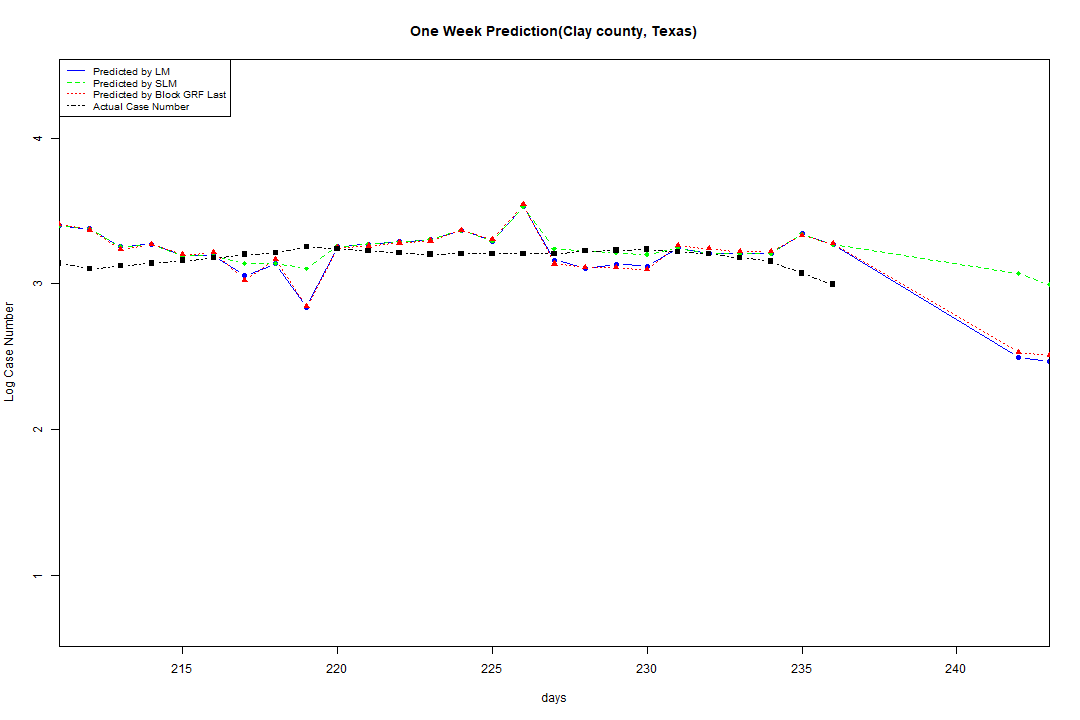 One Week Prediction(Clay county, Texas)
Predicted by LM
Predicted by SLM
Predicted by Block GRF Last
Actual Case Number
4
3
2
1
Log Case Number
215 220 225 230 235 240
days